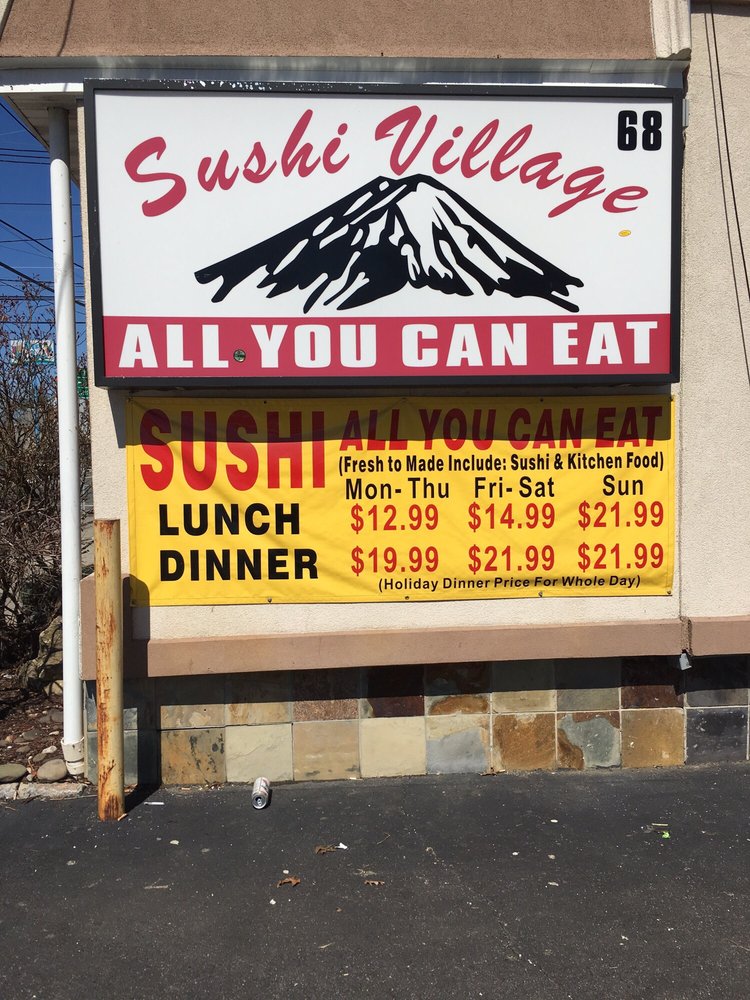 Sushi Village
68
ALL YOU CAN EAT
SUSHI ALL YOU CAN EAT
(Fresh to Made Include: Sushi & Kitchen Food)
Mon-Thu Fri-Sat Sun
LUNCH $12.99 $14.99 $21.99
DINNER $19.99 $21.99 $21.99
(Holiday Dinner Price For Whole Day)